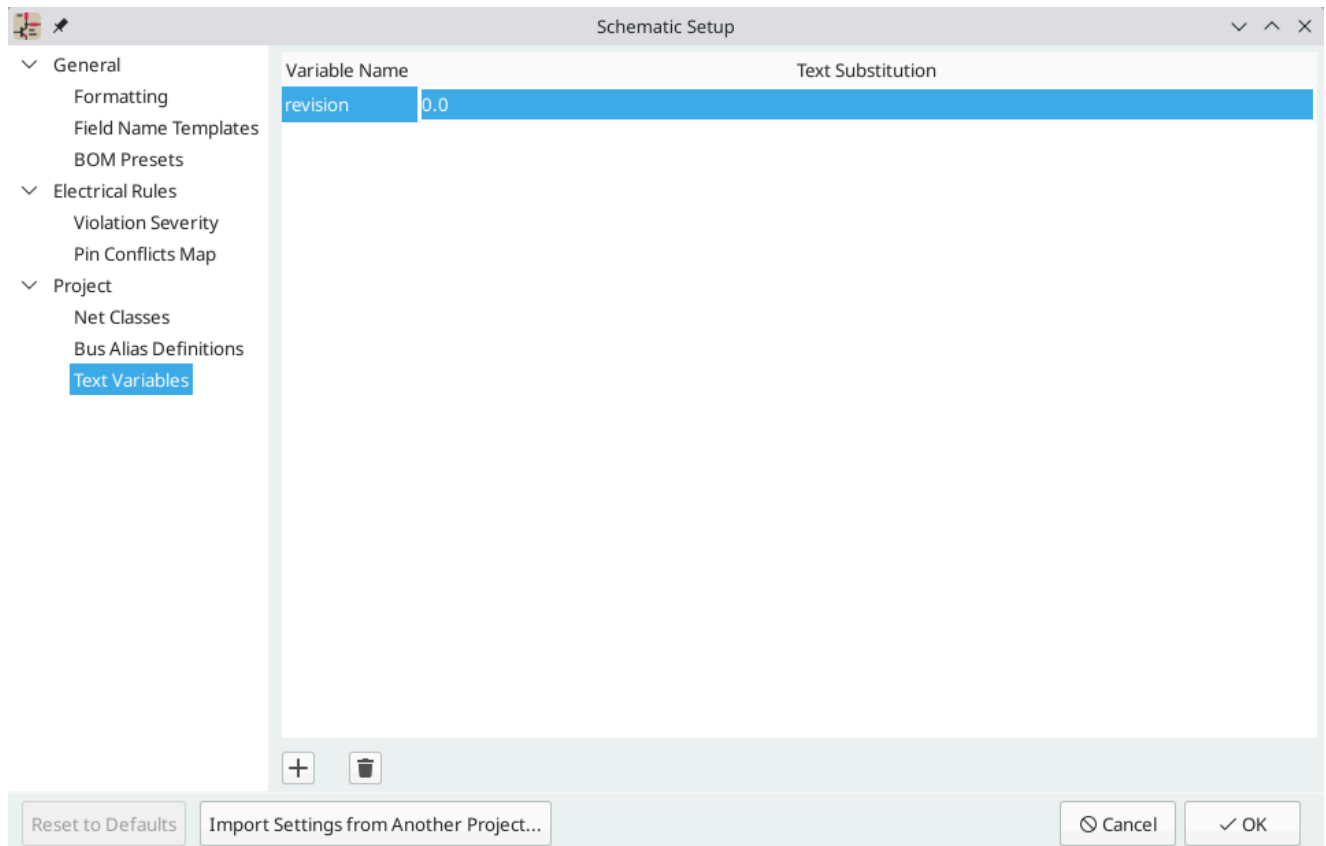 Schematic Setup
General
Formatting
Field Name Templates
BOM Presets
Electrical Rules
Violation Severity
Pin Conflicts Map
Project
Net Classes
Bus Alias Definitions
Text Variables
Variable Name Text Substitution
revision 0.0
Reset to Defaults Import Settings from Another Project... Cancel OK